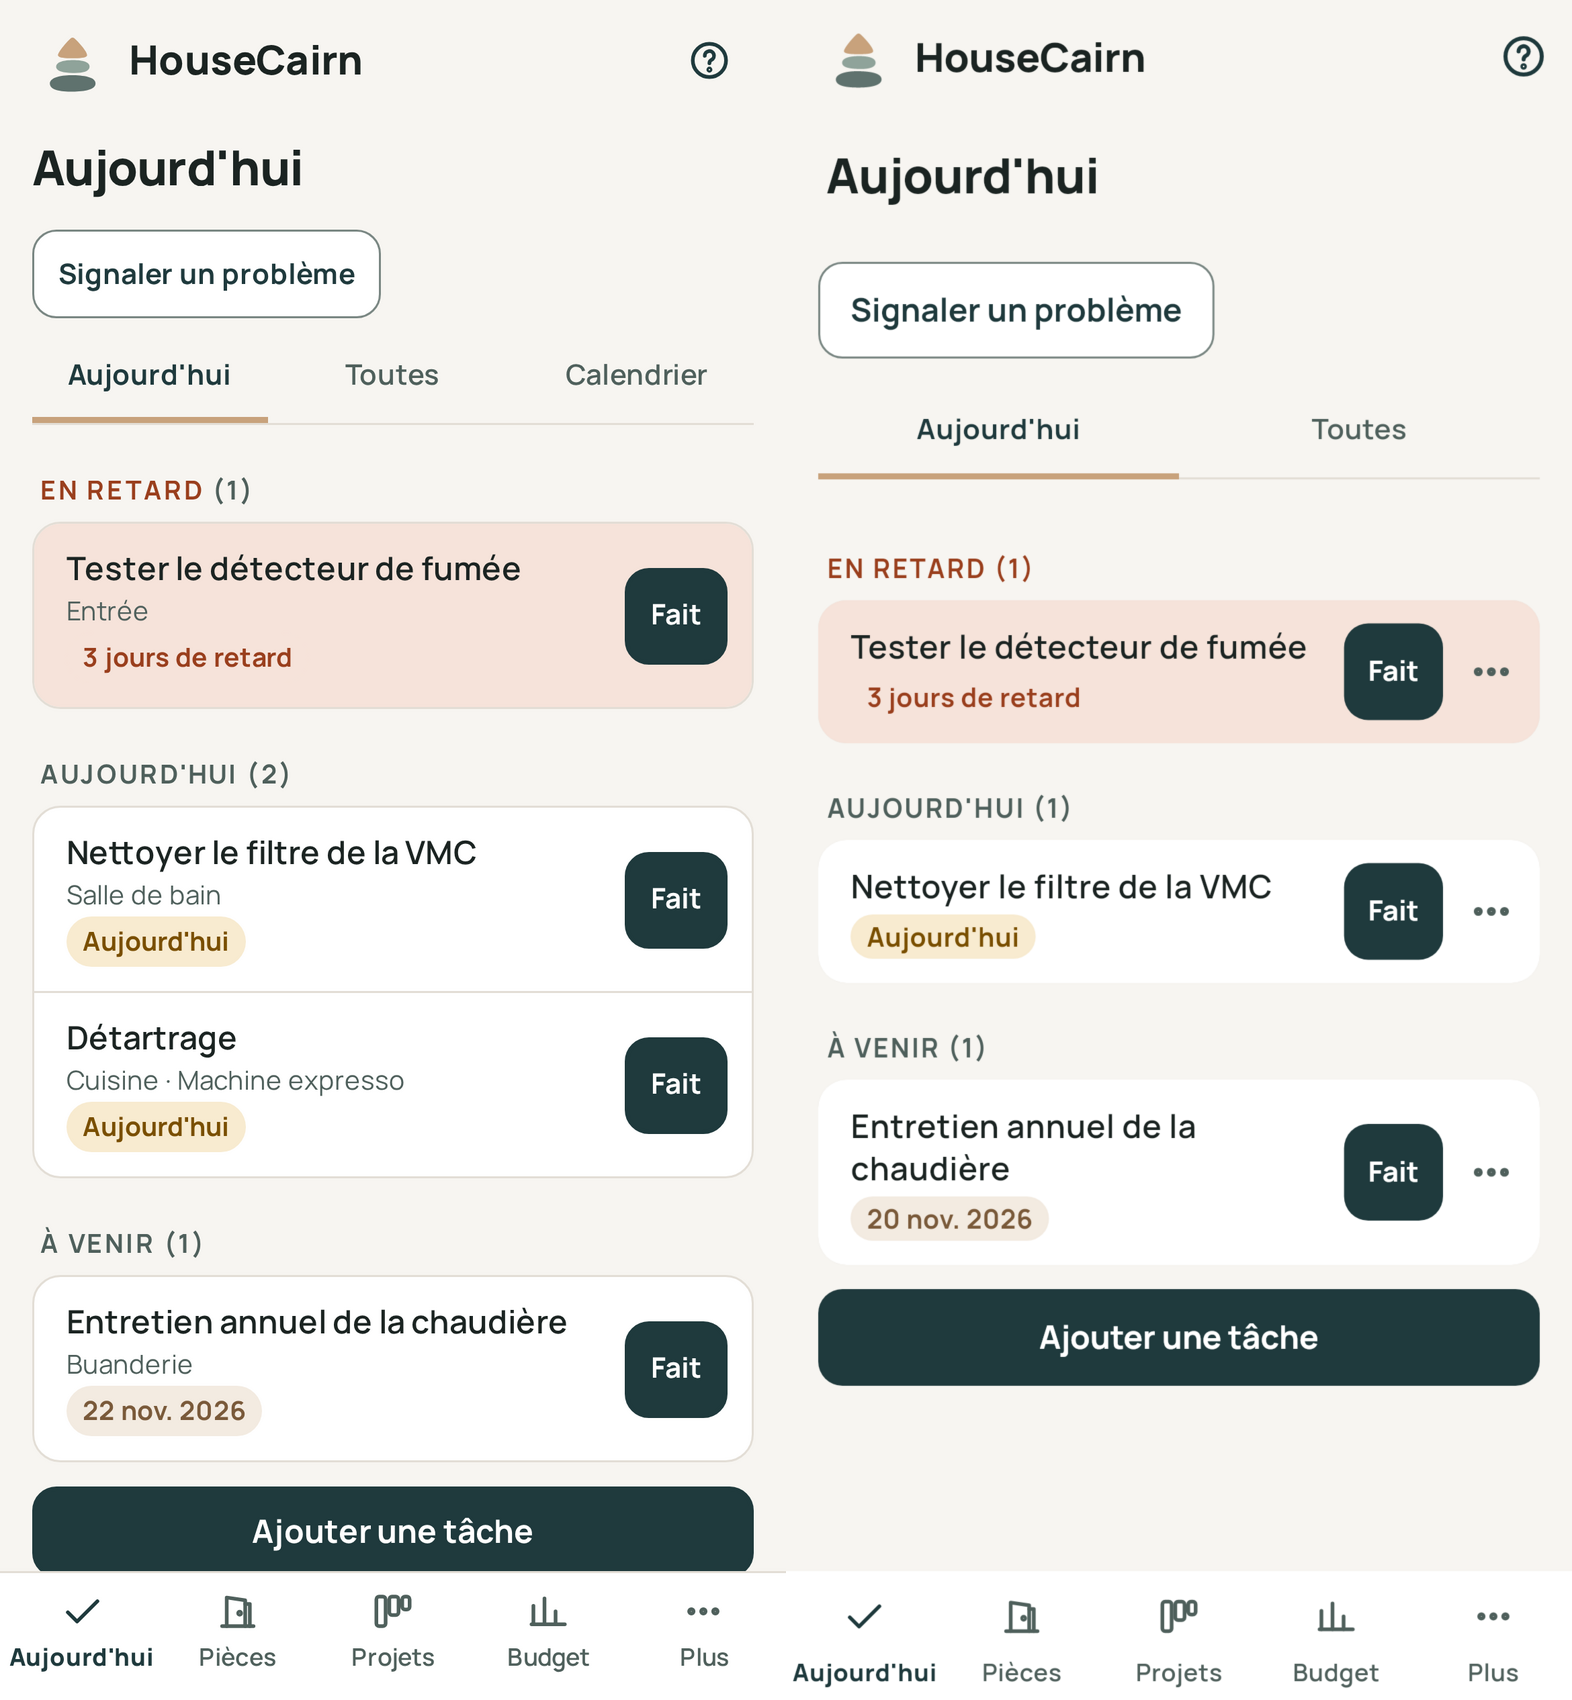 HouseCairn
Aujourd'hui
Signaler un problème
Aujourd'hui
Toutes
Calendrier
EN RETARD (1)
Tester le détecteur de fumée
Entrée
3 jours de retard
Fait
AUJOURD'HUI (2)
Nettoyer le filtre de la VMC
Salle de bain
Aujourd'hui
Fait
Détartrage
Cuisine · Machine expresso
Aujourd'hui
Fait
À VENIR (1)
Entretien annuel de la chaudière
Buanderie
22 nov. 2026
Fait
Ajouter une tâche
Aujourd'hui
Pièces
Projets
Budget
Plus
HouseCairn
Aujourd'hui
Signaler un problème
Aujourd'hui
Toutes
EN RETARD (1)
Tester le détecteur de fumée
3 jours de retard
Fait
AUJOURD'HUI (1)
Nettoyer le filtre de la VMC
Aujourd'hui
Fait
À VENIR (1)
Entretien annuel de la
chaudière
20 nov. 2026
Fait
Ajouter une tâche
Aujourd'hui
Pièces
Projets
Budget
Plus